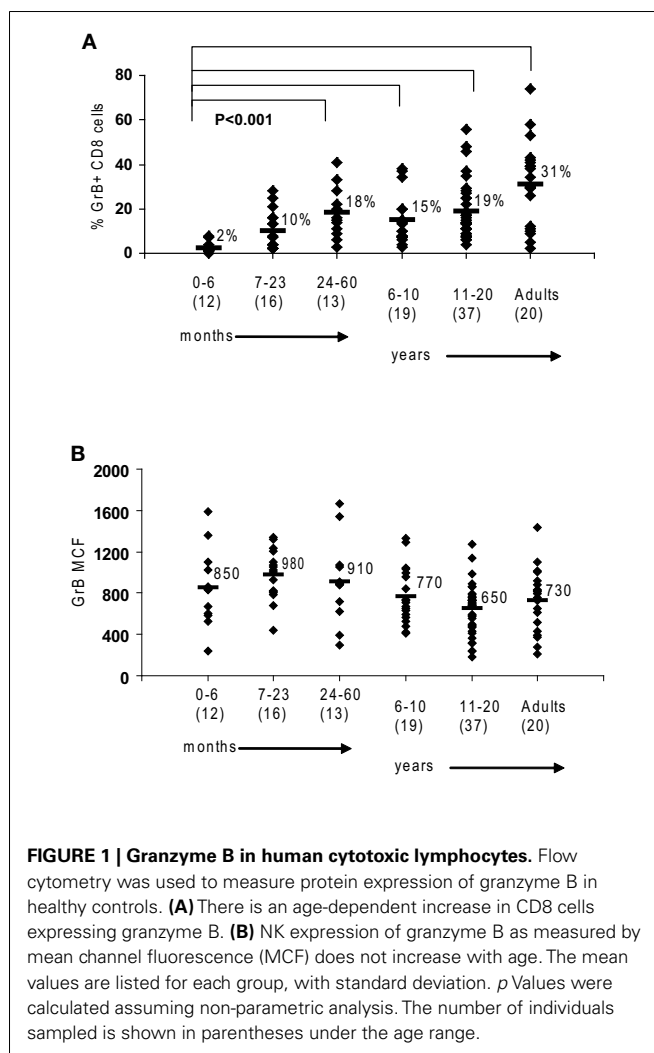 A
% GrB+ CD8 cells
80
60
40
20
0
P<0.001
2%
10%
18%
15%
19%
31%
0-6 7-23 24-60 6-10 11-20 Adults
(12) (16) (13) (19) (37) (20)
months
years
B
GrB MCF
2000
1600
1200
800
400
0
850
980
910
770
650
730
0-6 7-23 24-60 6-10 11-20 Adults
(12) (16) (13) (19) (37) (20)
months
years
FIGURE 1 | Granzyme B in human cytotoxic lymphocytes. Flow
cytometry was used to measure protein expression of granzyme B in
healthy controls. (A) There is an age-dependent increase in CD8 cells
expressing granzyme B. (B) NK expression of granzyme B as measured by
mean channel fluorescence (MCF) does not increase with age. The mean
values are listed for each group, with standard deviation. p Values were
calculated assuming non-parametric analysis. The number of individuals
sampled is shown in parentheses under the age range.